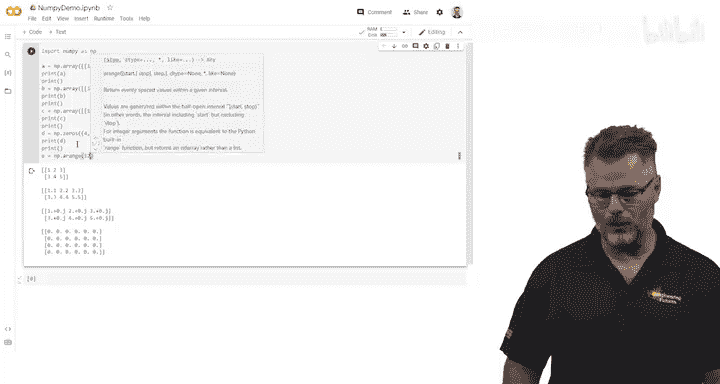 NumpyDemo.ipynb
File Edit View Insert Runtime Tools Help
Comment Share
+ Code + Text
RAM
Disk
Editing
import numpy as np
a = np.array([[1
print(a)
print()
b = np.array([[1
print(b)
print()
c = np.array([[1
print(c)
print()
d = np.zeros((4,
print(d)
print()
e = np.arange(12
arange([start,] stop[, step,], dtype=None, *, like=None)
Return evenly spaced values within a given interval.
Values are generated within the half-open interval ``[start, stop)``
(in other words, the interval including `start` but excluding
`stop`).
For integer arguments the function is equivalent to the Python
built-in
`range` function, but returns an ndarray rather than a list.
[[1 2 3]
[3 4 5]]
[[1.1 2.2 3.3]
[3.3 4.4 5.5]]
[[1.+0.j 2.+0.j 3.+0.j]
[[0. 0. 0. 0. 0. 0.]
[0. 0. 0. 0. 0. 0.]
[0. 0. 0. 0. 0. 0.]
[0. 0. 0. 0. 0. 0.]]
[0]
bilibili